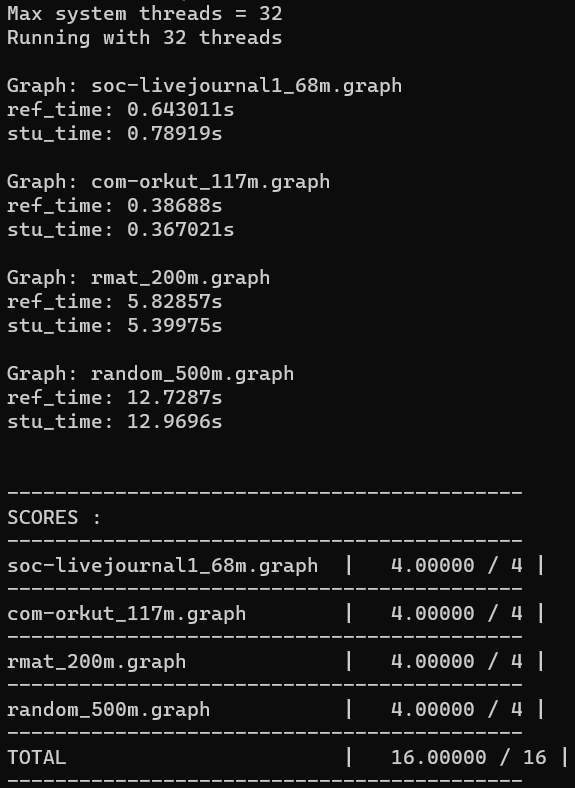 Max system threads = 32
Running with 32 threads
Graph: soc-livejournal1_68m.graph
ref_time: 0.643011s
stu_time: 0.78919s
Graph: com-orkut_117m.graph
ref_time: 0.38688s
stu_time: 0.367021s
Graph: rmat_200m.graph
ref_time: 5.82857s
stu_time: 5.39975s
Graph: random_500m.graph
ref_time: 12.7287s
stu_time: 12.9696s
-------------------------------------------
SCORES :
-------------------------------------------
soc-livejournal1_68m.graph  |   4.00000 / 4 |
-------------------------------------------
com-orkut_117m.graph        |   4.00000 / 4 |
-------------------------------------------
rmat_200m.graph             |   4.00000 / 4 |
-------------------------------------------
random_500m.graph           |   4.00000 / 4 |
-------------------------------------------
TOTAL                       |   16.00000 / 16 |
-------------------------------------------